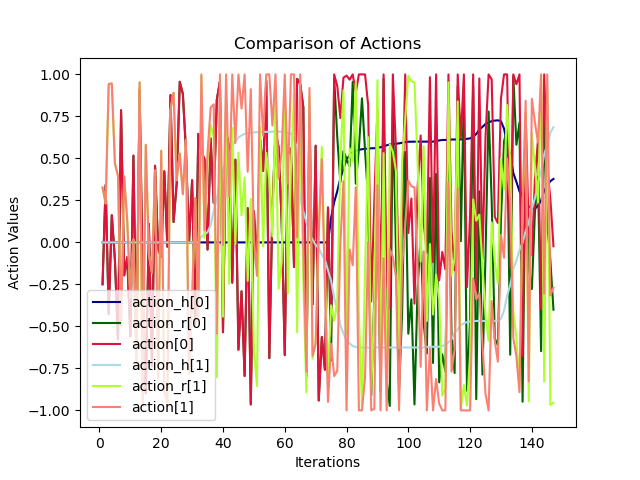 Comparison of Actions
Action Values
1.00
0.75
0.50
0.25
0.00
−0.25
−0.50
−0.75
−1.00
action_h[0]
action_r[0]
action[0]
action_h[1]
action_r[1]
action[1]
0 20 40 60 80 100 120 140
Iterations